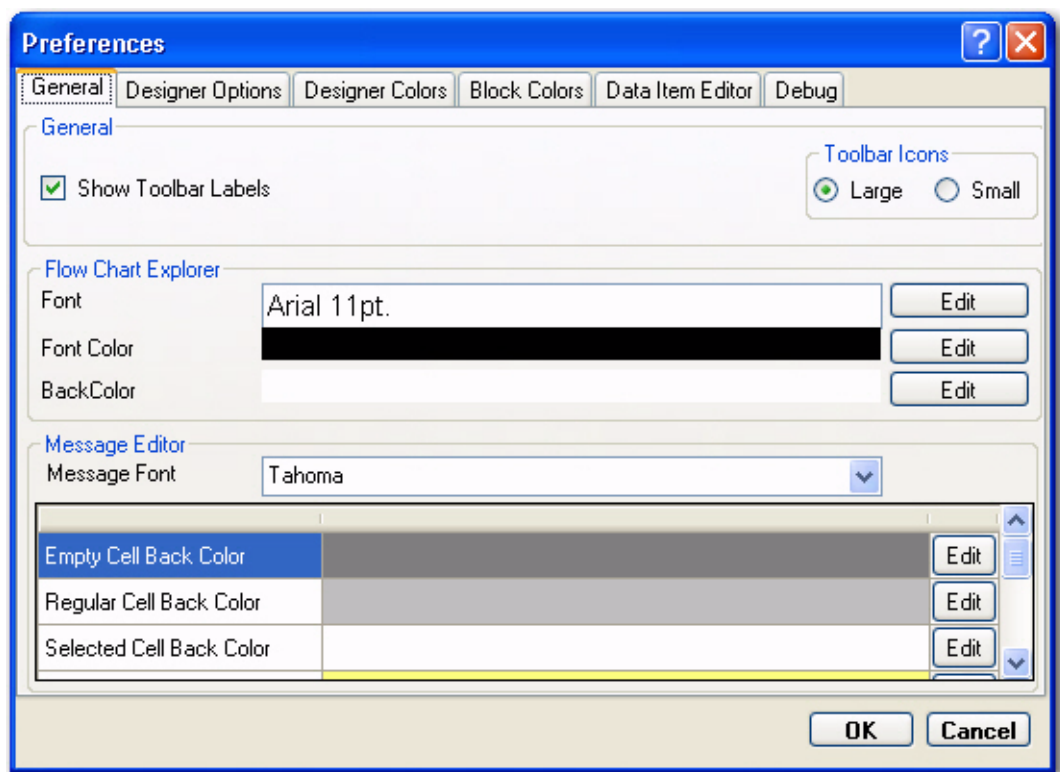 Preferences
General Designer Options Designer Colors Block Colors Data Item Editor Debug
General
Toolbar Icons
Show Toolbar Labels
Large Small
Flow Chart Explorer
Font Arial 11pt. Edit
Font Color Edit
BackColor Edit
Message Editor
Message Font Tahoma
Empty Cell Back Color Edit
Regular Cell Back Color Edit
Selected Cell Back Color Edit
OK Cancel